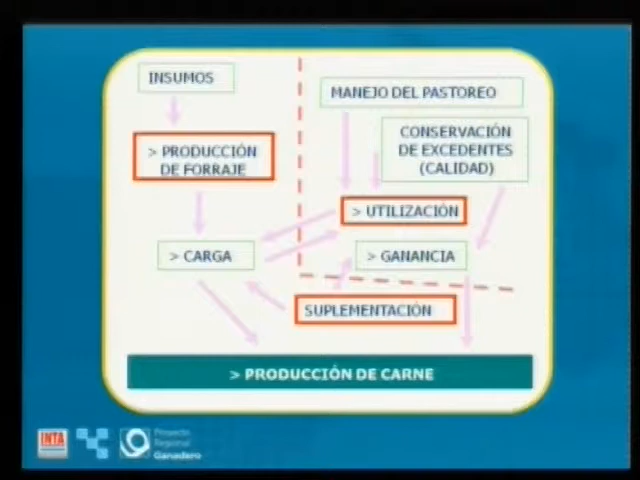 INSUMOS
MANEJO DEL PASTOREO
> PRODUCCIÓN
DE FORRAJE
CONSERVACIÓN
DE EXCEDENTES
(CALIDAD)
> UTILIZACIÓN
> CARGA
> GANANCIA
SUPLEMENTACIÓN
> PRODUCCIÓN DE CARNE
INTA
Proyecto
Regional
Ganadero